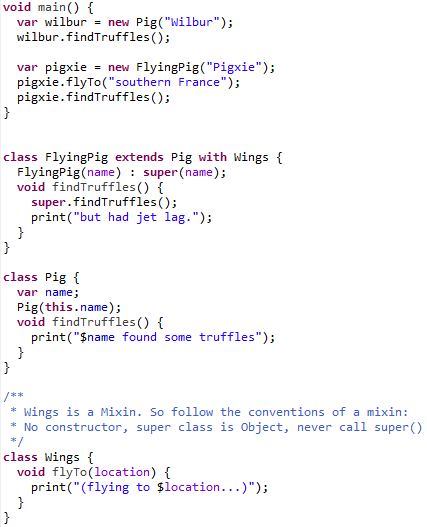 void main() {
  var wilbur = new Pig("Wilbur");
  wilbur.findTruffles();

  var pigxie = new FlyingPig("Pigxie");
  pigxie.flyTo("southern France");
  pigxie.findTruffles();
}


class FlyingPig extends Pig with Wings {
  FlyingPig(name) : super(name);
  void findTruffles() {
    super.findTruffles();
    print("but had jet lag.");
  }
}

class Pig {
  var name;
  Pig(this.name);
  void findTruffles() {
    print("$name found some truffles");
  }
}

/**
 * Wings is a Mixin. So follow the conventions of a mixin:
 * No constructor, super class is Object, never call super()
 */
class Wings {
  void flyTo(location) {
    print("(flying to $location...)");
  }
}